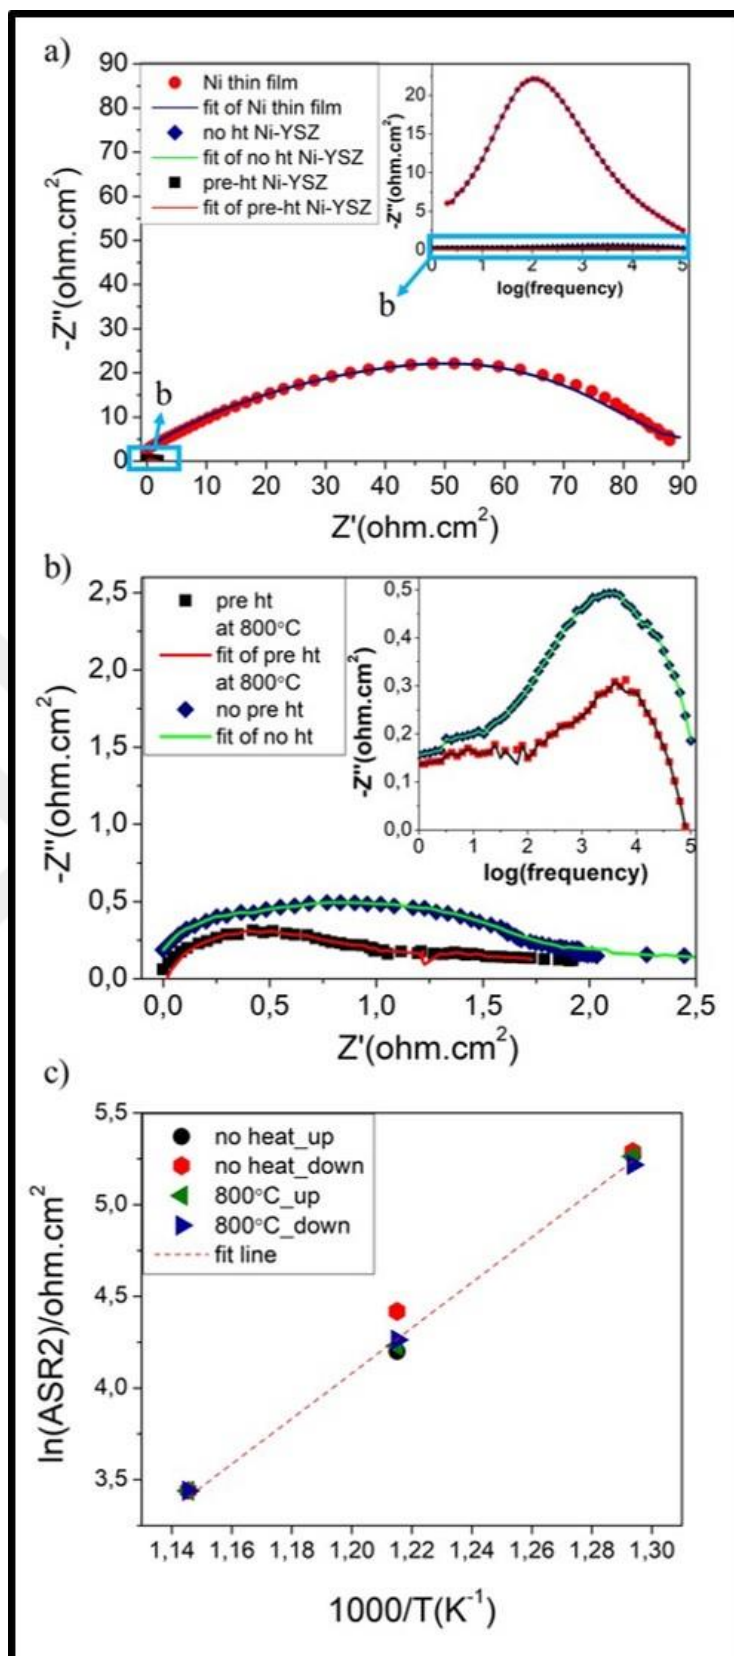 a)
90
80
70
60
50
40
30
20
10
0
-Z"(ohm.cm²)
Ni thin film
fit of Ni thin film
no ht Ni-YSZ
fit of no ht Ni-YSZ
pre-ht Ni-YSZ
fit of pre-ht Ni-YSZ
20
15
10
5
0
-Z"(ohm.cm²)
0 1 2 3 4 5
log(frequency)
b
b
0 10 20 30 40 50 60 70 80 90
Z'(ohm.cm²)
b)
2,5
2,0
1,5
1,0
0,5
0,0
-Z"(ohm.cm²)
pre ht
at 800°C
fit of pre ht
at 800°C
no pre ht
fit of no ht
0,5
0,4
0,3
0,2
0,1
0,0
-Z"(ohm.cm²)
0 1 2 3 4 5
log(frequency)
0,0 0,5 1,0 1,5 2,0 2,5
Z'(ohm.cm²)
c)
5,5
5,0
4,5
4,0
3,5
ln(ASR2)/ohm.cm²
no heat_up
no heat_down
800°C_up
800°C_down
fit line
1,14 1,16 1,18 1,20 1,22 1,24 1,26 1,28 1,30
1000/T(K⁻¹)